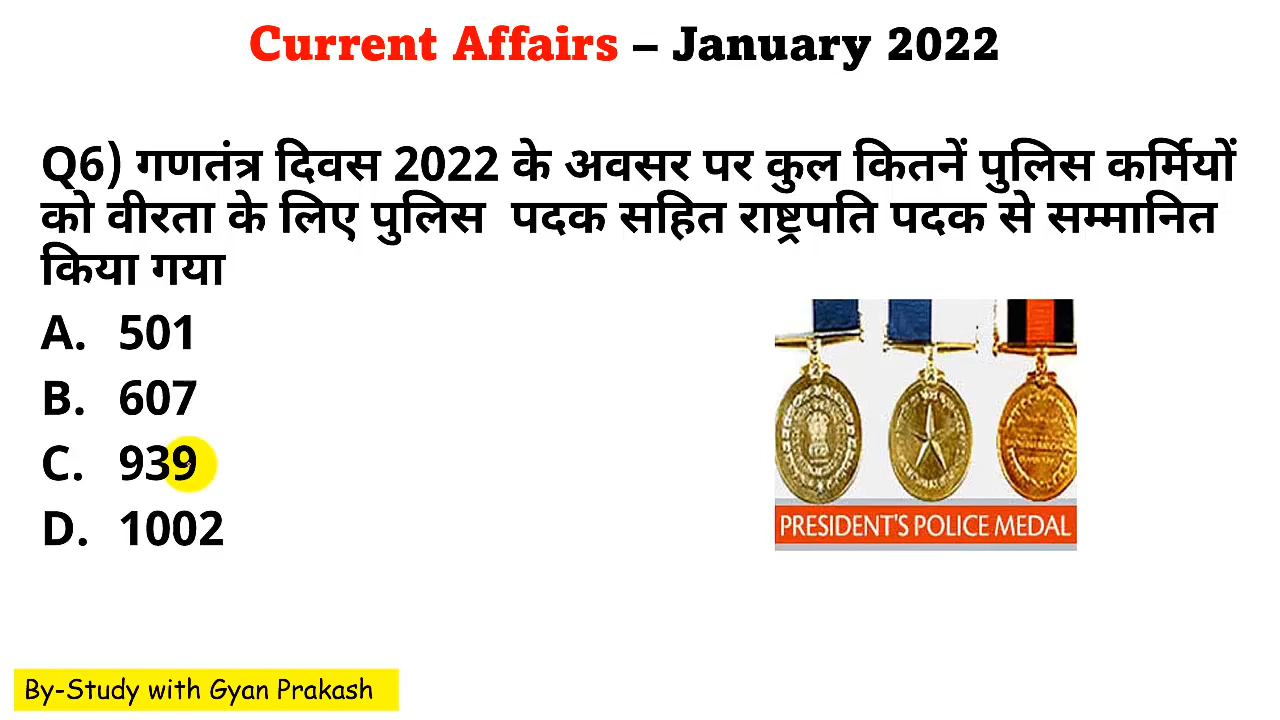 Current Affairs – January 2022
Q6) गणतंत्र दिवस 2022 के अवसर पर कुल कितनें पुलिस कर्मियों
को वीरता के लिए पुलिस पदक सहित राष्ट्रपति पदक से सम्मानित
किया गया
A. 501
B. 607
C. 939
D. 1002
PRESIDENT'S POLICE MEDAL
By-Study with Gyan Prakash